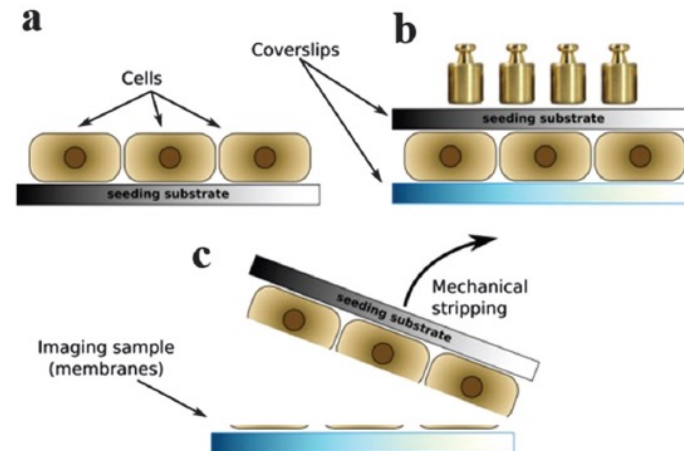 a
Cells
seeding substrate
b
Coverslips
seeding substrate
c
seeding substrate
Mechanical
stripping
Imaging sample
(membranes)